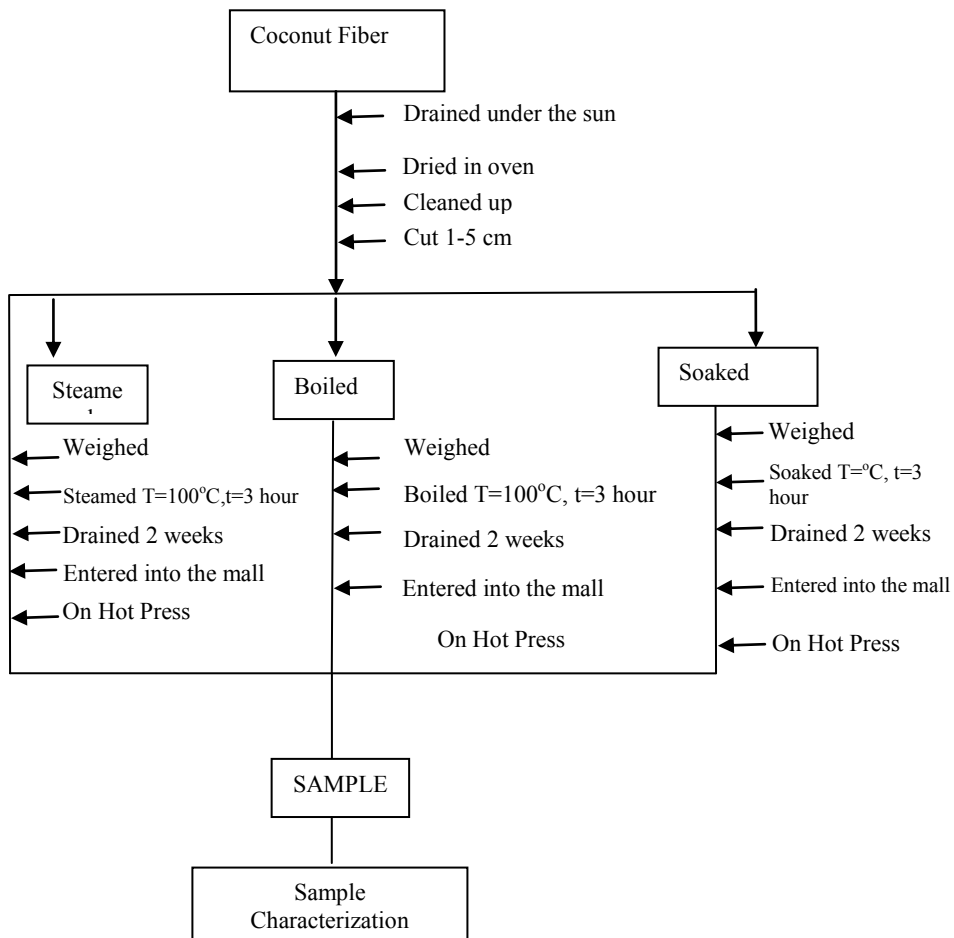 Coconut Fiber
Drained under the sun
Dried in oven
Cleaned up
Cut 1-5 cm
Steame
Weighed
Steamed T=100°C,t=3 hour
Drained 2 weeks
Entered into the mall
On Hot Press
Boiled
Weighed
Boiled T=100°C, t=3 hour
Drained 2 weeks
Entered into the mall
On Hot Press
Soaked
Weighed
Soaked T=°C, t=3
hour
Drained 2 weeks
Entered into the mall
On Hot Press
SAMPLE
Sample
Characterization